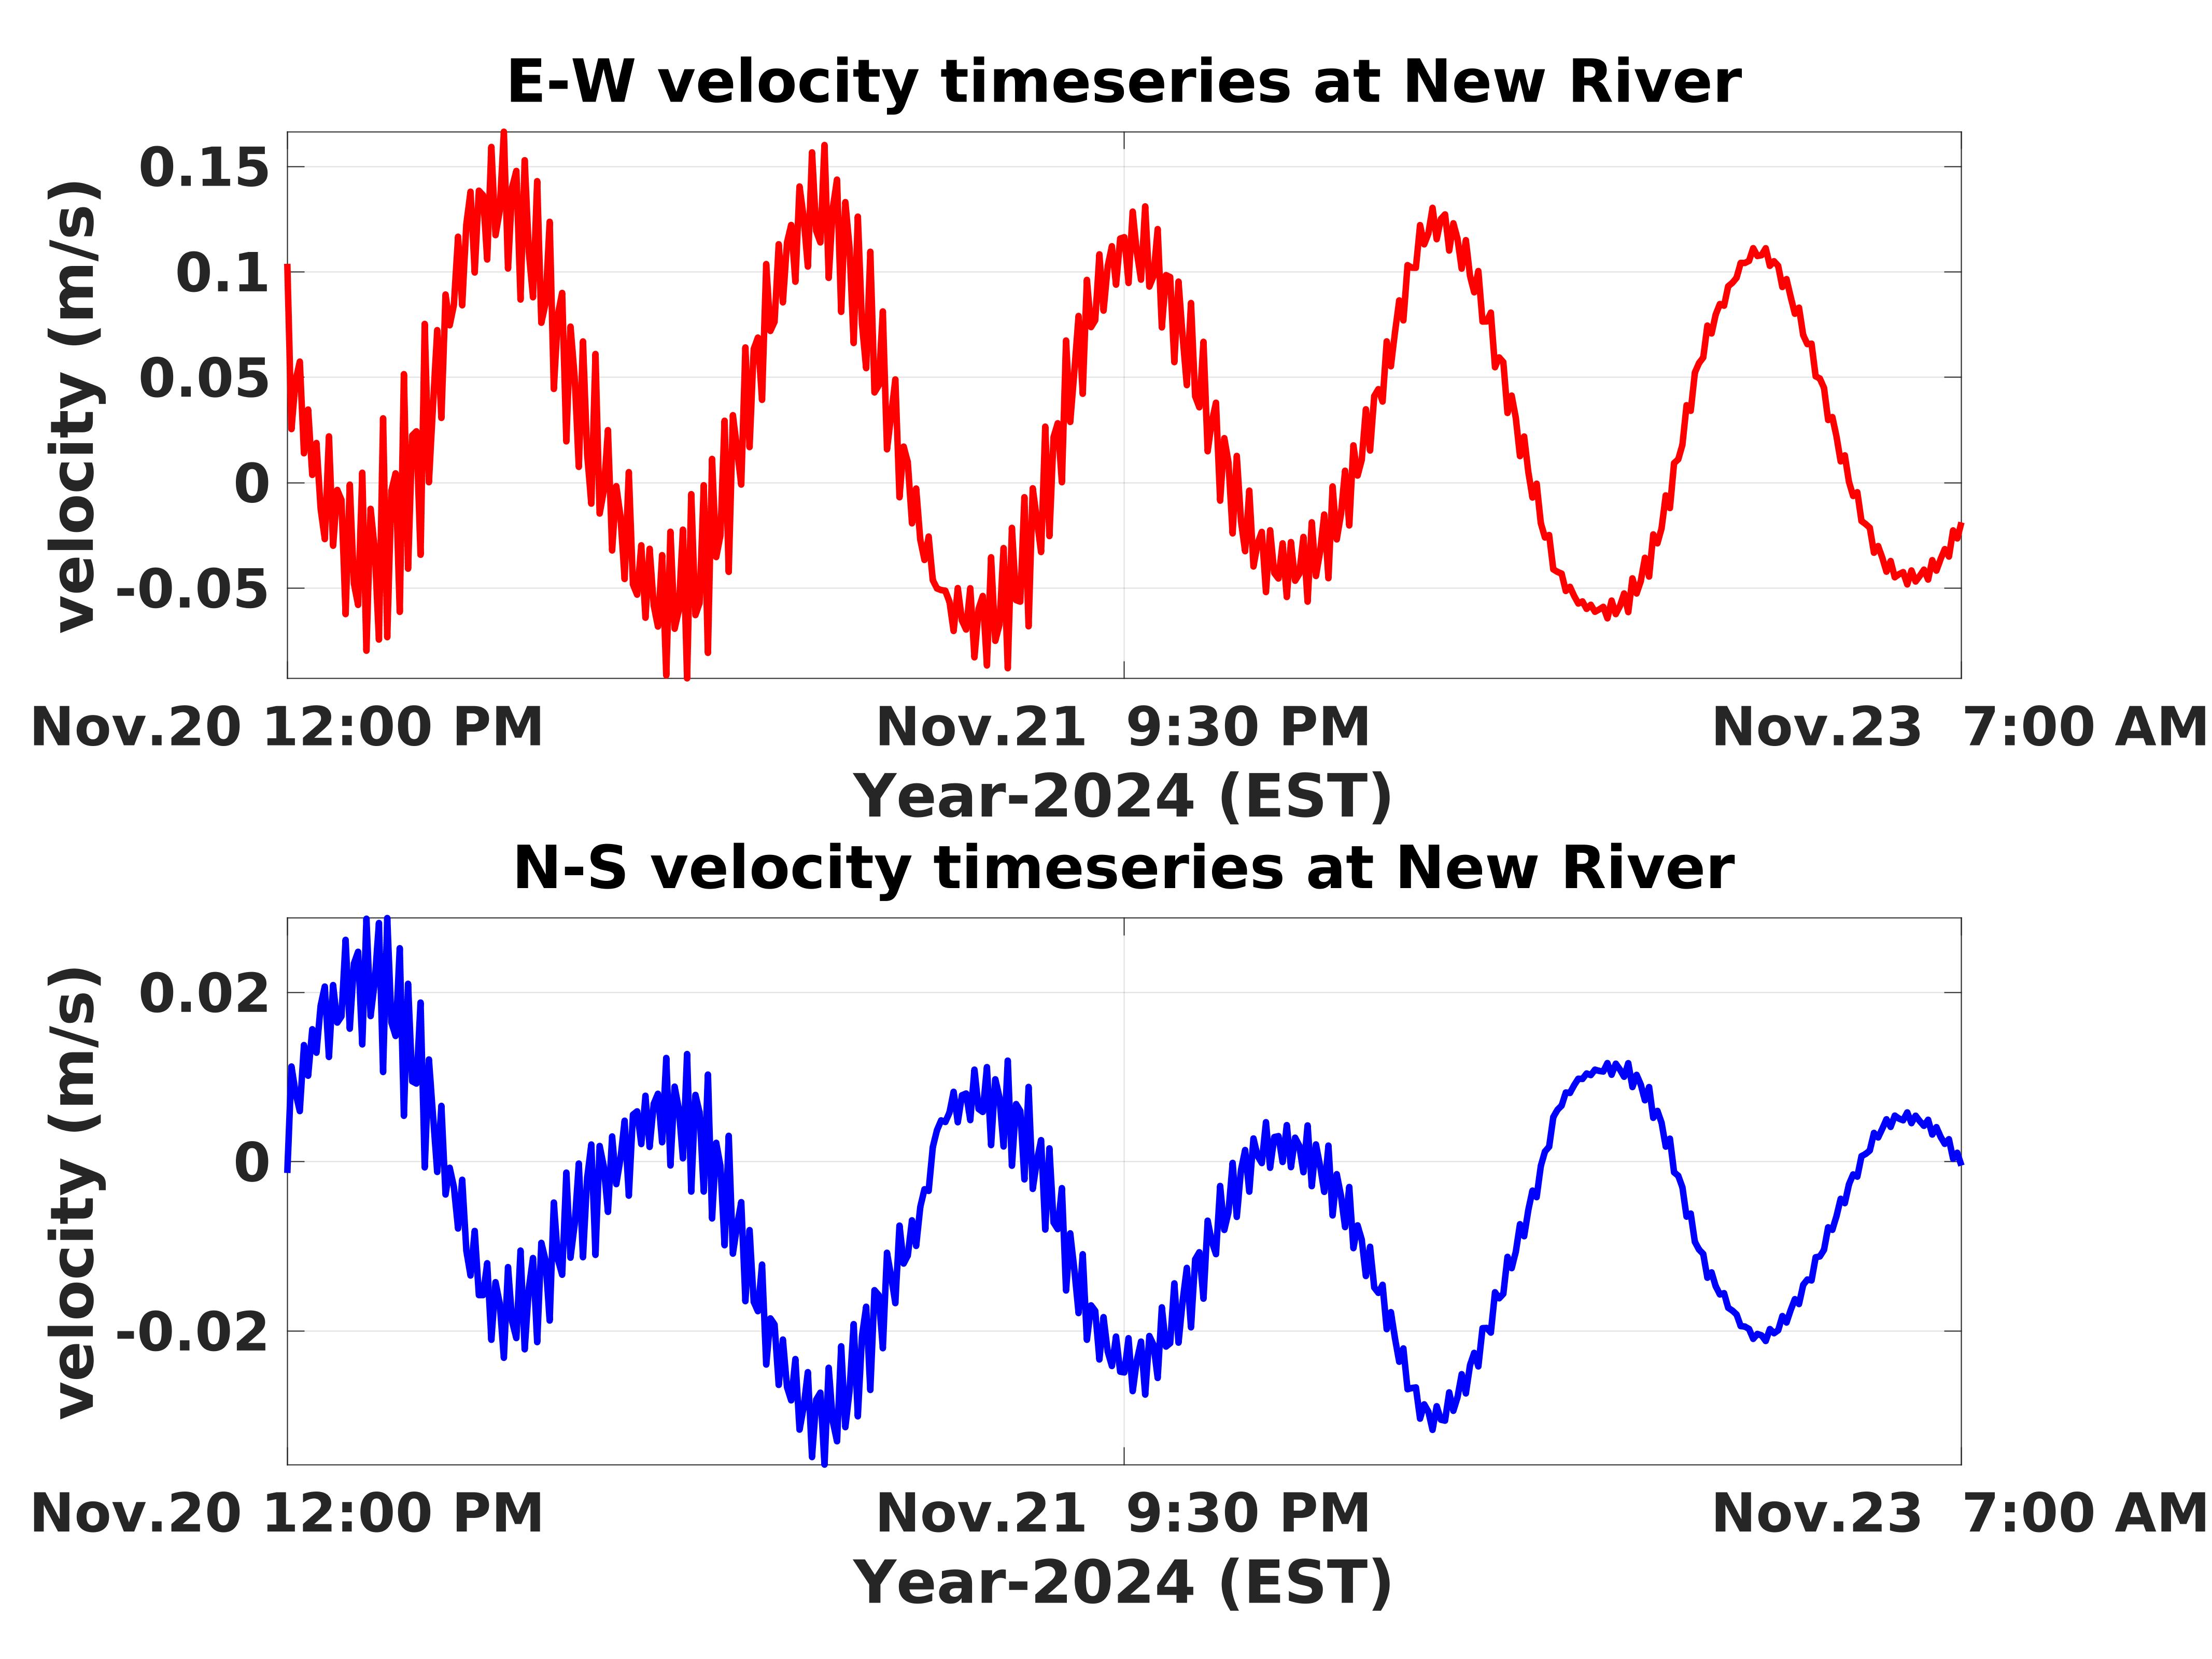 E-W velocity timeseries at New River
velocity (m/s)
0.15
0.1
0.05
0
-0.05
Nov.20 12:00 PM Nov.21 9:30 PM Nov.23 7:00 AM
Year-2024 (EST)
N-S velocity timeseries at New River
velocity (m/s)
0.02
0
-0.02
Nov.20 12:00 PM Nov.21 9:30 PM Nov.23 7:00 AM
Year-2024 (EST)